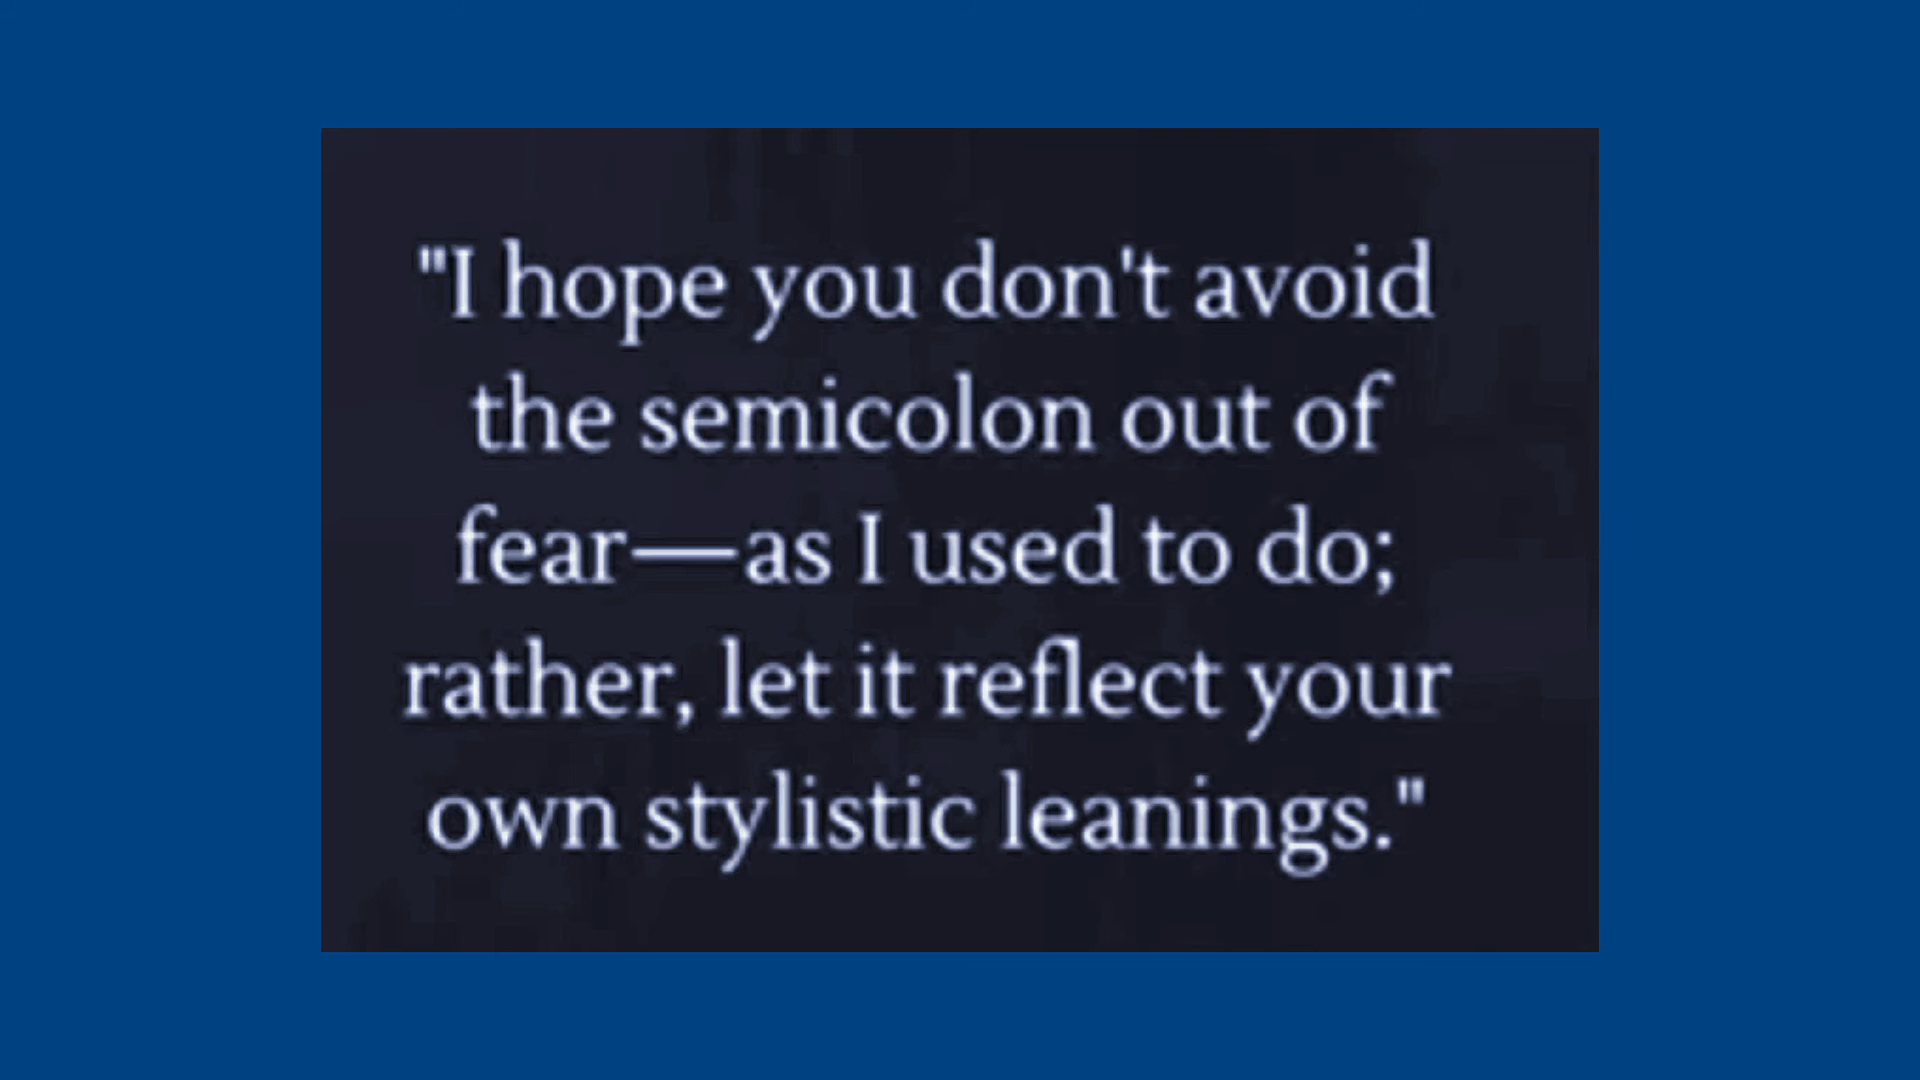 "I hope you don't avoid
the semicolon out of
fear—as I used to do;
rather, let it reflect your
own stylistic leanings."